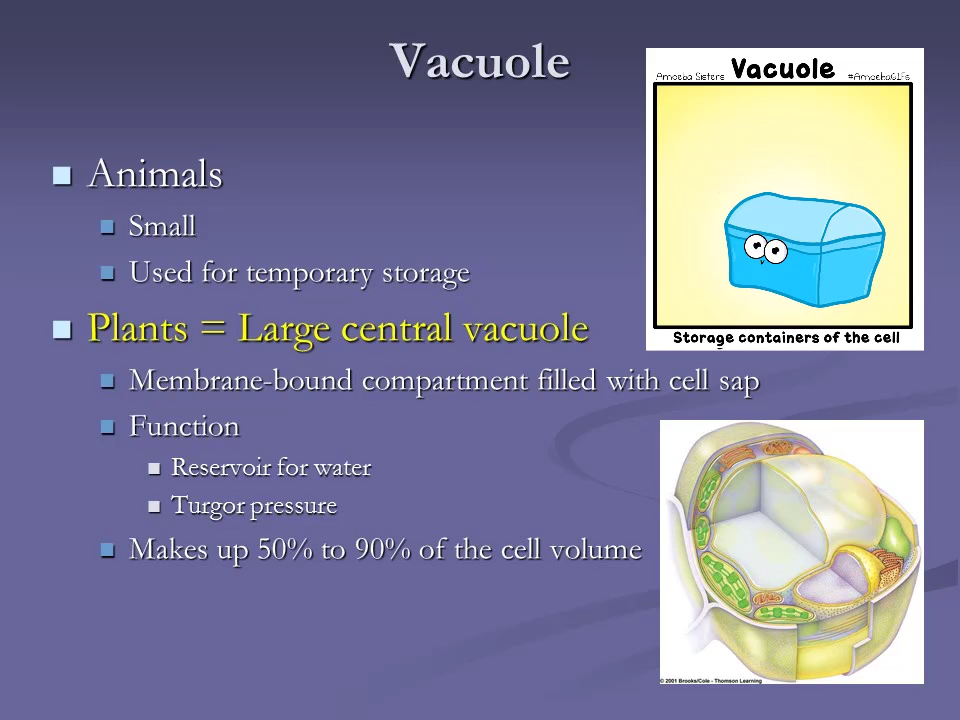 Vacuole
Amoeba Sisters Vacuole #AmoebaGIFs
Storage containers of the cell
Animals
Small
Used for temporary storage
Plants = Large central vacuole
Membrane-bound compartment filled with cell sap
Function
Reservoir for water
Turgor pressure
Makes up 50% to 90% of the cell volume
© 2001 Brooks/Cole - Thomson Learning